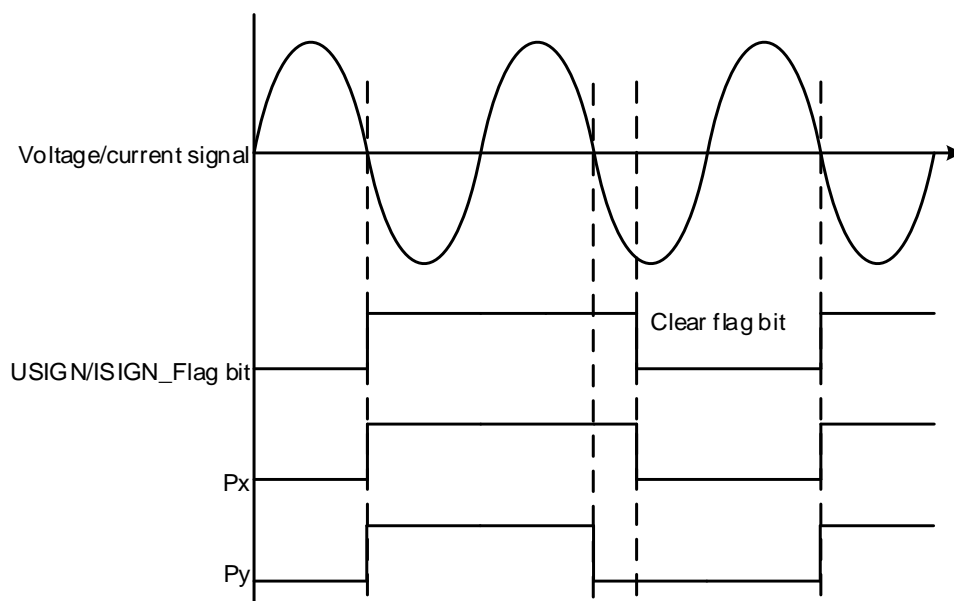 Voltage/current signal
Clear flag bit
USIGN/ISIGN_Flag bit
Px
Py